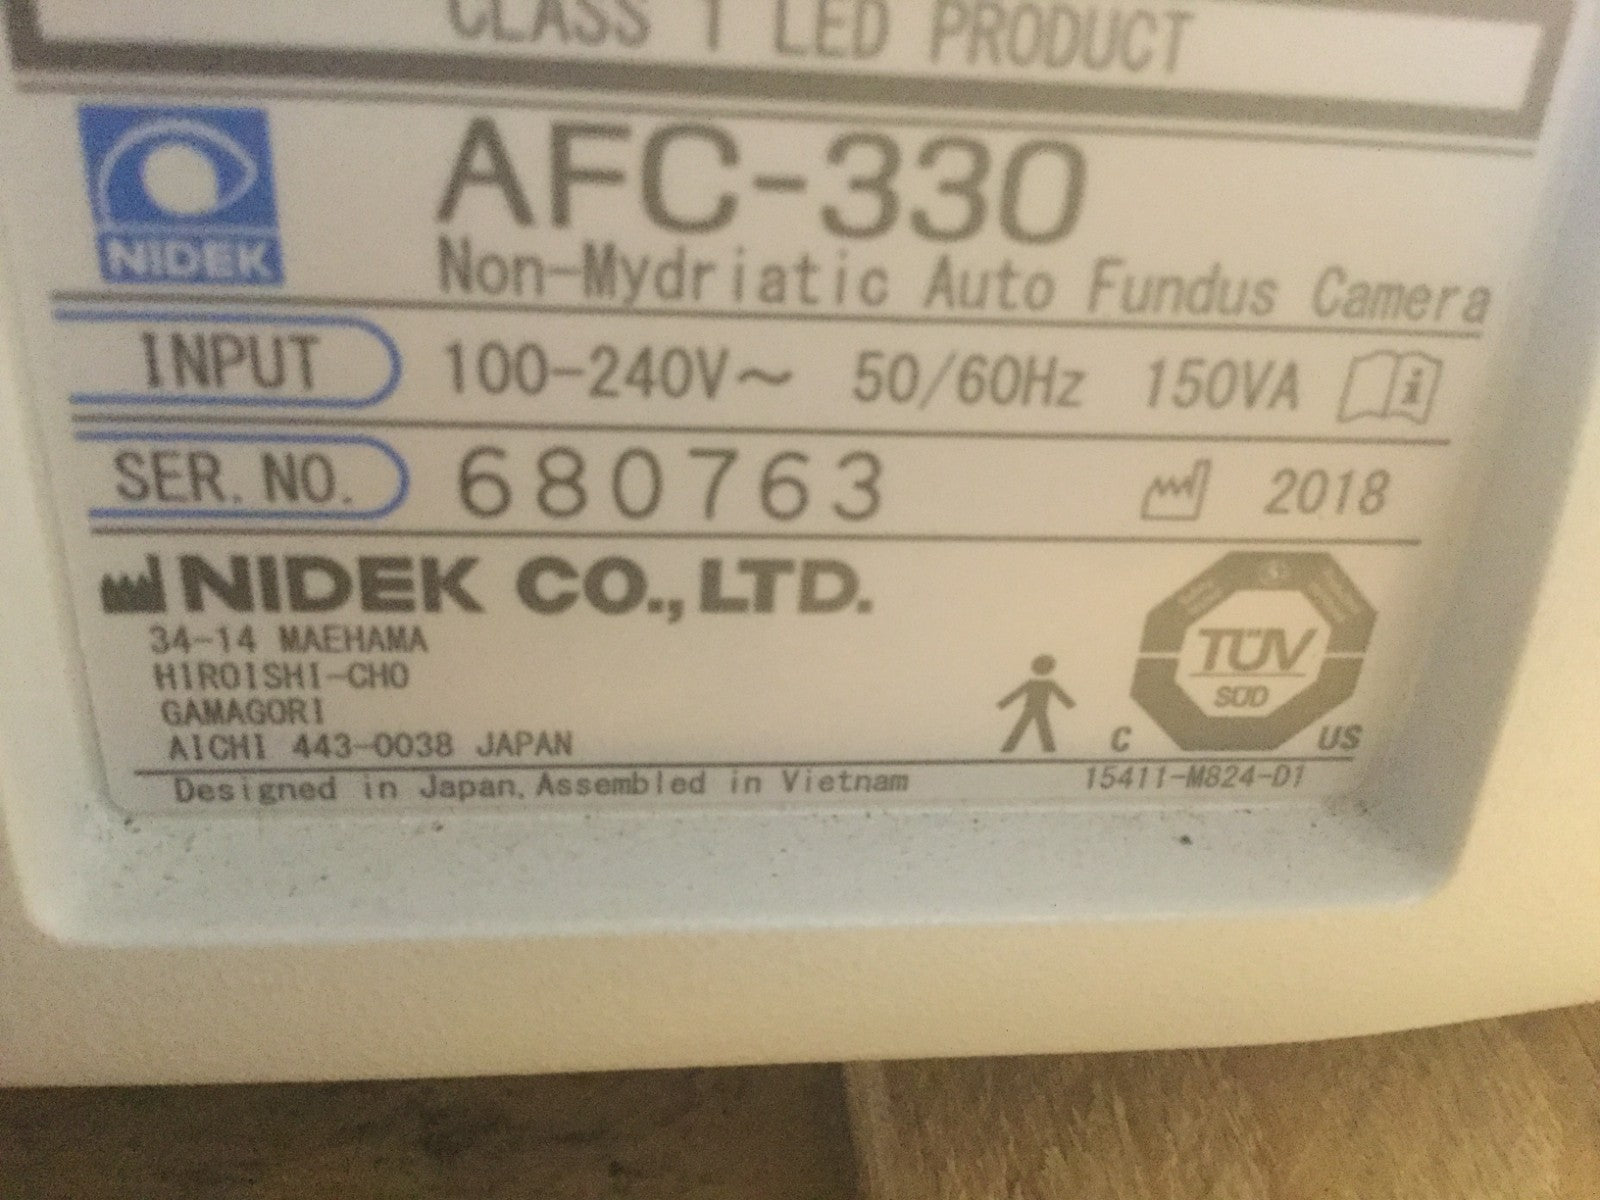 CLASS 1 LED PRODUCT
NIDEK
AFC-330
Non-Mydriatic Auto Fundus Camera
INPUT 100-240V~ 50/60Hz 150VA
SER. NO. 680763 2018
NIDEK CO., LTD.
34-14 MAEHAMA
HIROISHI-CHO
GAMAGORI
AICHI 443-0038 JAPAN
TÜV
SÜD
C US
Designed in Japan, Assembled in Vietnam 15411-M824-D1